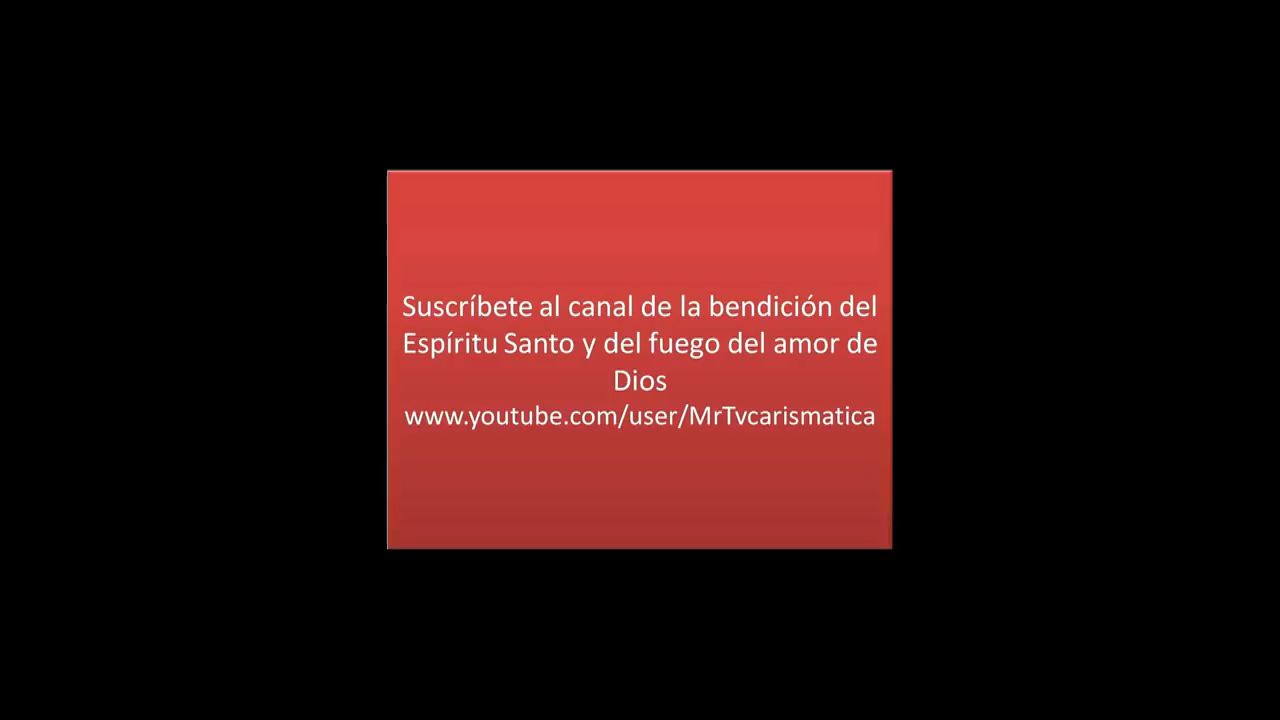 Suscríbete al canal de la bendición del
Espíritu Santo y del fuego del amor de
Dios
www.youtube.com/user/MrTvcarismatica